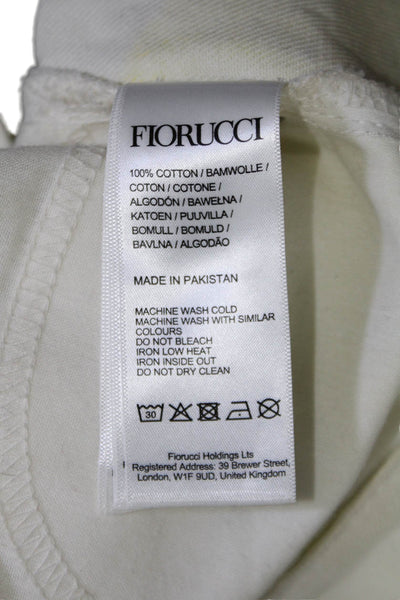 FIORUCCI
100% COTTON / BAMWOLLE /
COTON / COTONE /
ALGODÓN / BAWEŁNA /
KATOEN / PUUVILLA /
BOMULL / BOMULD /
BAVLNA / ALGODÃO
MADE IN PAKISTAN
MACHINE WASH COLD
MACHINE WASH WITH SIMILAR
COLOURS
DO NOT BLEACH
IRON LOW HEAT
IRON INSIDE OUT
DO NOT DRY CLEAN
30
Fiorucci Holdings Lts
Registered Address: 39 Brewer Street,
London, W1F 9UD, United Kingdom